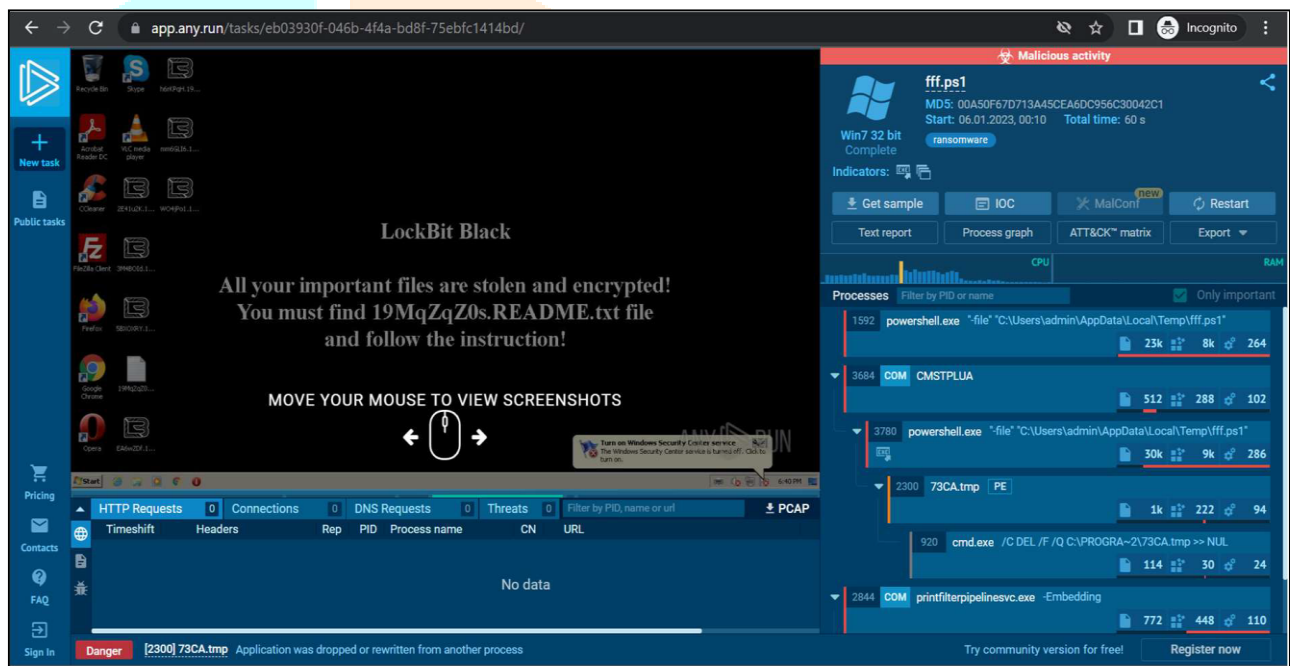 app.any.run/tasks/eb03930f-046b-4f4a-bd8f-75ebfc1414bd/
Incognito
New task
Public tasks
Pricing
Contacts
FAQ
Sign In
Recycle Bin
Skype
Acrobat Reader DC
VLC media player
CCleaner
FileZilla Client
Firefox
Google Chrome
Opera
LockBit Black
All your important files are stolen and encrypted!
You must find 19MqZqZ0s.README.txt file
and follow the instruction!
MOVE YOUR MOUSE TO VIEW SCREENSHOTS
ANY RUN
Turn on Windows Security Center service
The Windows Security Center service is turned off. Click to
turn on.
Start
6:40 PM
HTTP Requests 0 Connections 0 DNS Requests 0 Threats 0 Filter by PID, name or url PCAP
Timeshift Headers Rep PID Process name CN URL
No data
Malicious activity
fff.ps1
MD5: 00A50F67D713A45CEA6DC956C30042C1
Start: 06.01.2023, 00:10 Total time: 60 s
Win7 32 bit
Complete
ransomware
Indicators:
Get sample IOC MalConf new Restart
Text report Process graph ATT&CK™ matrix Export
CPU RAM
Processes Filter by PID or name Only important
1592 powershell.exe "-file" "C:\Users\admin\AppData\Local\Temp\fff.ps1"
23k 8k 264
3684 COM CMSTPLUA
512 288 102
3780 powershell.exe "-file" "C:\Users\admin\AppData\Local\Temp\fff.ps1"
30k 9k 286
2300 73CA.tmp PE
1k 222 94
920 cmd.exe /C DEL /F /Q C:\PROGRA~2\73CA.tmp >> NUL
114 30 24
2844 COM printfilterpipelinesvc.exe -Embedding
772 448 110
Danger [2300] 73CA.tmp Application was dropped or rewritten from another process
Try community version for free! Register now